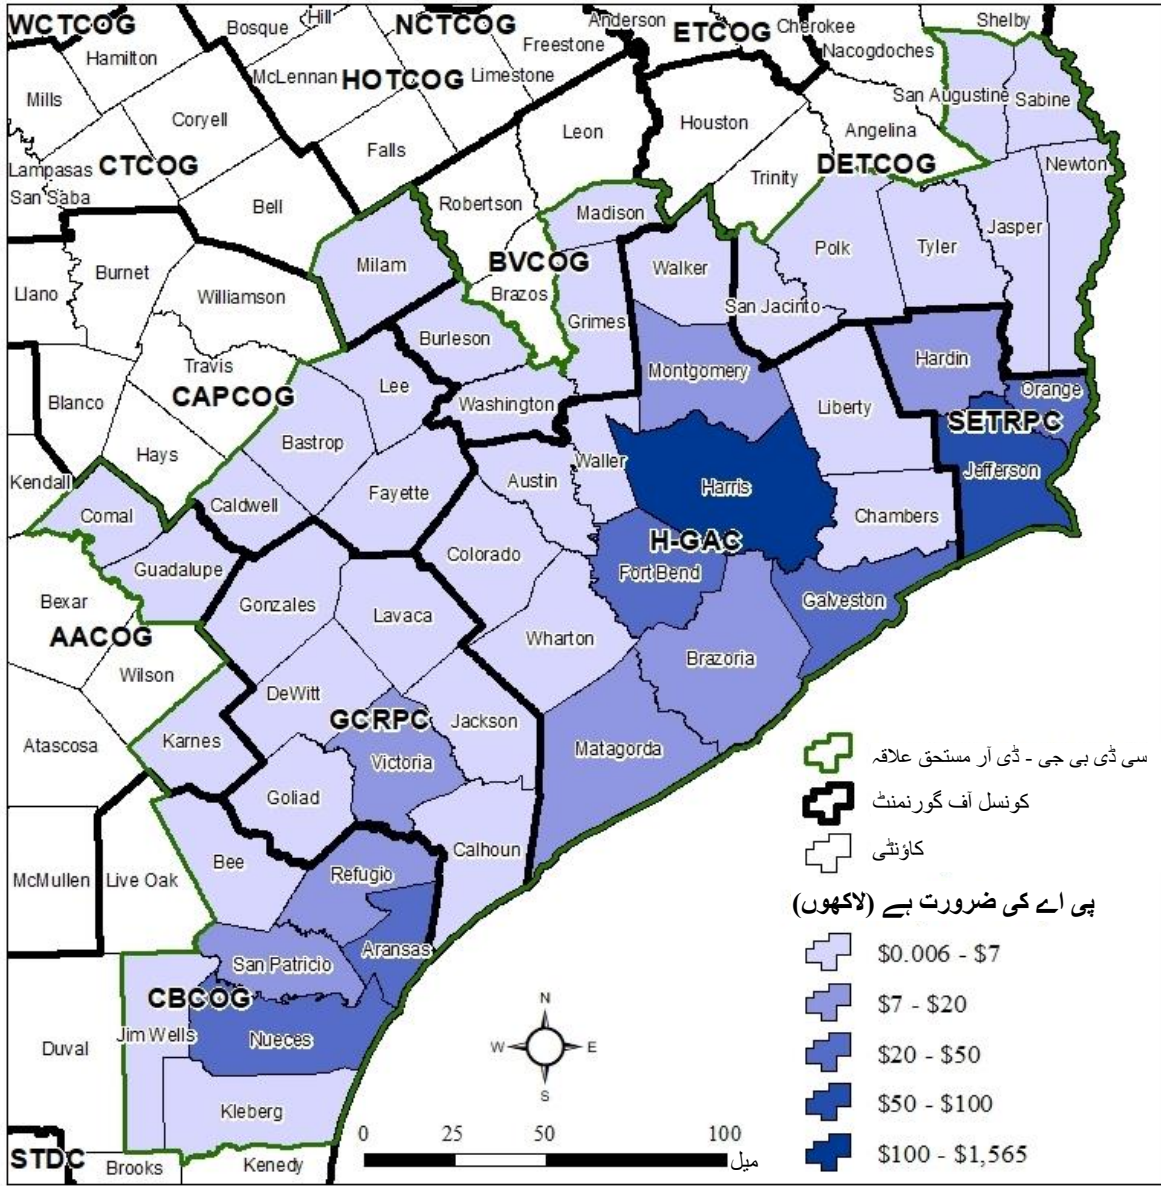 WCTCOG
Bosque
Hill
NCTCOG
Anderson
ETCOG
Cherokee
Shelby
Hamilton
Freestone
Nacogdoches
McLennan
HOTCOG
Limestone
Mills
San Augustine
Sabine
Coryell
Leon
Houston
Angelina
Lampasas
CTCOG
Falls
Trinity
DETCOG
Newton
San Saba
Bell
Robertson
Madison
Jasper
Polk
Tyler
Burnet
Milam
BVCOG
Walker
Llano
Williamson
Brazos
San Jacinto
Grimes
Burleson
Travis
Hardin
Montgomery
Lee
Orange
Blanco
CAPCOG
Washington
Liberty
SETRPC
Bastrop
Hays
Waller
Jefferson
Kendall
Austin
Harris
Fayette
Caldwell
Comal
Chambers
H-GAC
Colorado
Guadalupe
Fort Bend
Bexar
Gonzales
Lavaca
Galveston
AACOG
Wharton
Wilson
Brazoria
DeWitt
GCRPC
Jackson
Karnes
Atascosa
Matagorda
Victoria
Goliad
Calhoun
Bee
Refugio
McMullen
Live Oak
Aransas
San Patricio
CBCOG
Jim Wells
Nueces
Duval
Kleberg
STDC
Brooks
Kenedy
سی ڈی بی جی - ڈی آر مستحق علاقہ
کونسل آف گورنمنٹ
کاؤنٹی
پی اے کی ضرورت ہے (لاکھوں)
$0.006 - $7
$7 - $20
$20 - $50
$50 - $100
$100 - $1,565
N
W
E
S
0 25 50 100
میل